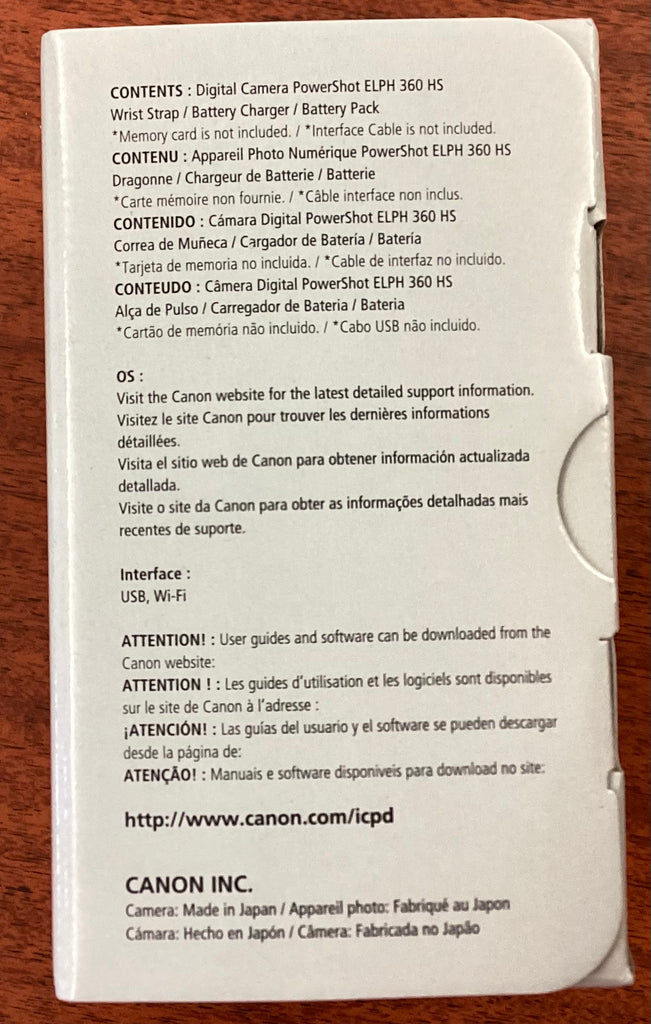 CONTENTS : Digital Camera PowerShot ELPH 360 HS
Wrist Strap / Battery Charger / Battery Pack
*Memory card is not included. / *Interface Cable is not included.
CONTENU : Appareil Photo Numérique PowerShot ELPH 360 HS
Dragonne / Chargeur de Batterie / Batterie
*Carte mémoire non fournie. / *Câble interface non inclus.
CONTENIDO : Cámara Digital PowerShot ELPH 360 HS
Correa de Muñeca / Cargador de Batería / Batería
*Tarjeta de memoria no incluida. / *Cable de interfaz no incluido.
CONTEUDO : Câmera Digital PowerShot ELPH 360 HS
Alça de Pulso / Carregador de Bateria / Bateria
*Cartão de memória não incluido. / *Cabo USB não incluido.
OS :
Visit the Canon website for the latest detailed support information.
Visitez le site Canon pour trouver les dernières informations
détaillées.
Visita el sitio web de Canon para obtener información actualizada
detallada.
Visite o site da Canon para obter as informações detalhadas mais
recentes de suporte.
Interface :
USB, Wi-Fi
ATTENTION! : User guides and software can be downloaded from the
Canon website:
ATTENTION ! : Les guides d'utilisation et les logiciels sont disponibles
sur le site de Canon à l'adresse :
¡ATENCIÓN! : Las guías del usuario y el software se pueden descargar
desde la página de:
ATENÇÃO! : Manuais e software disponiveis para download no site:
http://www.canon.com/icpd
CANON INC.
Camera: Made in Japan / Appareil photo: Fabriqué au Japon
Cámara: Hecho en Japón / Câmera: Fabricada no Japão